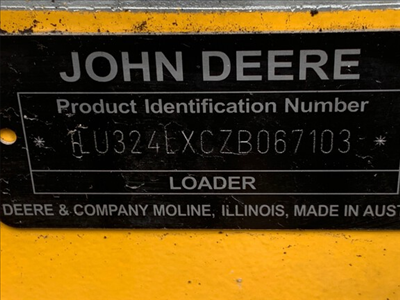 JOHN DEERE
Product Identification Number
* 1LU324LXCZB067103 *
LOADER
DEERE & COMPANY MOLINE, ILLINOIS, MADE IN AUST